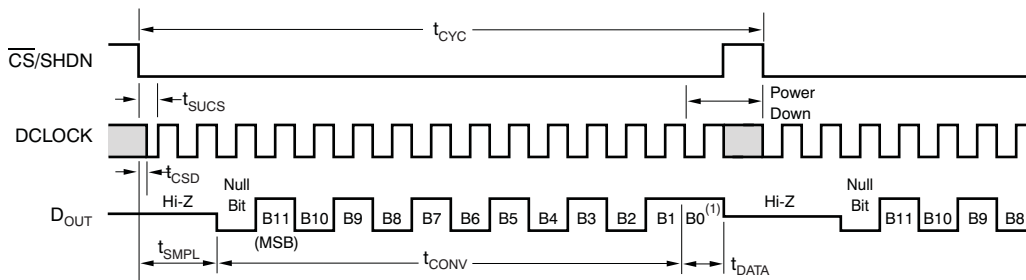 tCYC
CS/SHDN
tSUCS
Power
Down
DCLOCK
tCSD
Hi-Z
Null
Bit
Hi-Z
Null
Bit
DOUT
B11
B10
B9
B8
B7
B6
B5
B4
B3
B2
B1
B0(1)
B11
B10
B9
B8
(MSB)
tSMPL
tCONV
tDATA